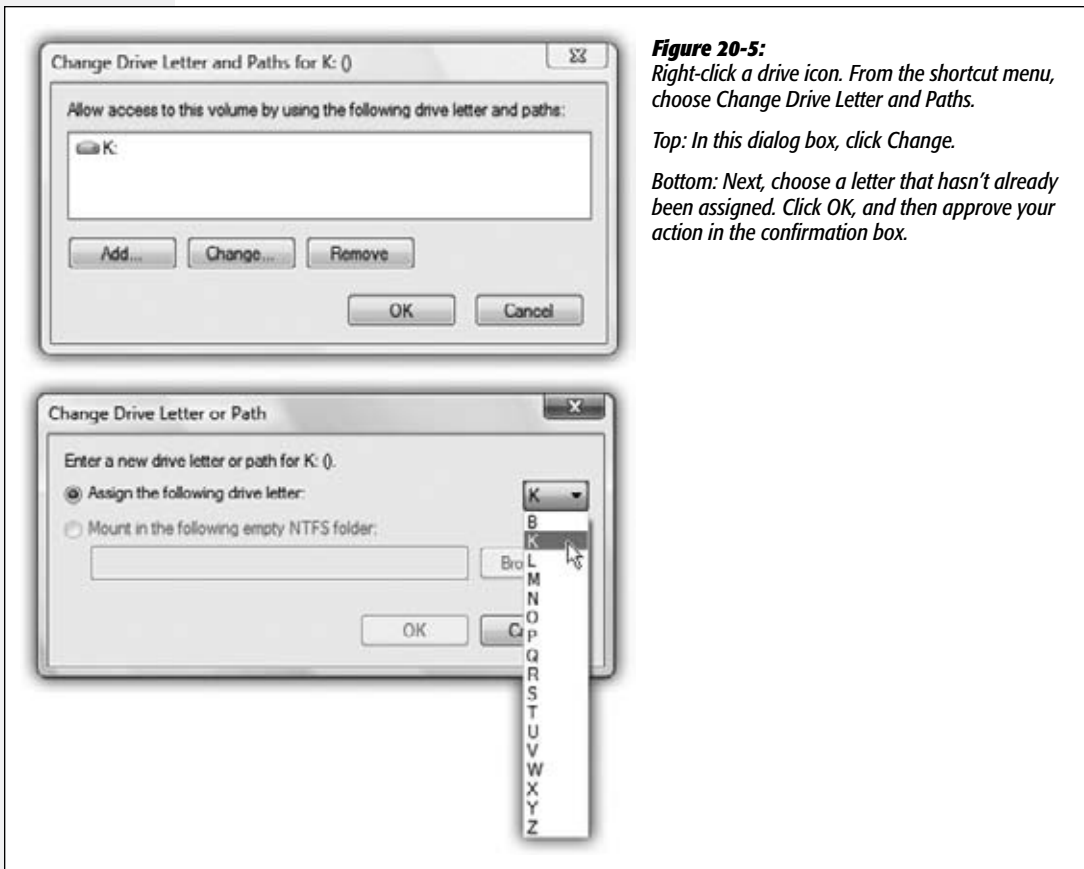 Change Drive Letter and Paths for K: ()
Allow access to this volume by using the following drive letter and paths:
K:
Add...
Change...
Remove
OK
Cancel
Figure 20-5:
Right-click a drive icon. From the shortcut menu,
choose Change Drive Letter and Paths.
Top: In this dialog box, click Change.
Bottom: Next, choose a letter that hasn't already
been assigned. Click OK, and then approve your
action in the confirmation box.
Change Drive Letter or Path
Enter a new drive letter or path for K: ().
Assign the following drive letter:
K
Mount in the following empty NTFS folder:
Bro
OK
Ca
B
K
L
M
N
O
P
Q
R
S
T
U
V
W
X
Y
Z